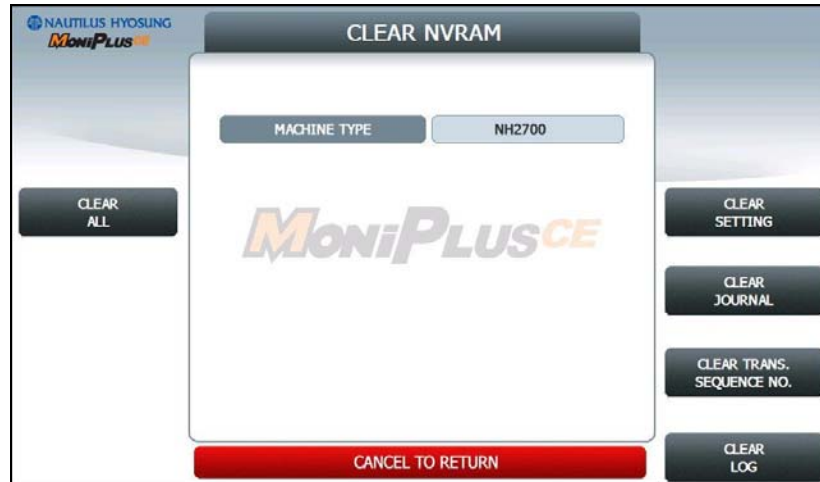 NAUTILUS HYOSUNG
MONiPLUS CE
CLEAR NVRAM
MACHINE TYPE
NH2700
CLEAR
ALL
MONiPLUSCE
CLEAR
SETTING
CLEAR
JOURNAL
CLEAR TRANS.
SEQUENCE NO.
CLEAR
LOG
CANCEL TO RETURN